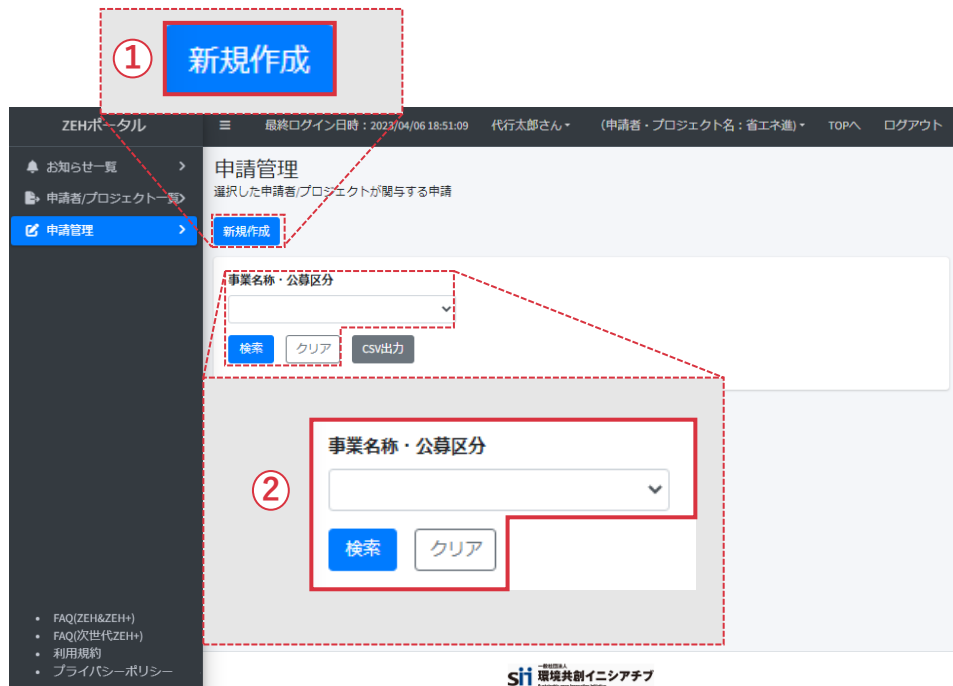 ① 新規作成
ZEHポータル
最終ログイン日時：2023/04/06 18:51:09 代行太郎さん (申請者・プロジェクト名：省エネ進) TOPへ ログアウト
お知らせ一覧
申請者/プロジェクト一覧
申請管理
申請管理
選択した申請者/プロジェクトが関与する申請
新規作成
事業名称・公募区分
検索 クリア CSV出力
②
事業名称・公募区分
検索 クリア
FAQ(ZEH&ZEH+)
FAQ(次世代ZEH+)
利用規約
プライバシーポリシー
sii 一般社団法人
環境共創イニシアチブ